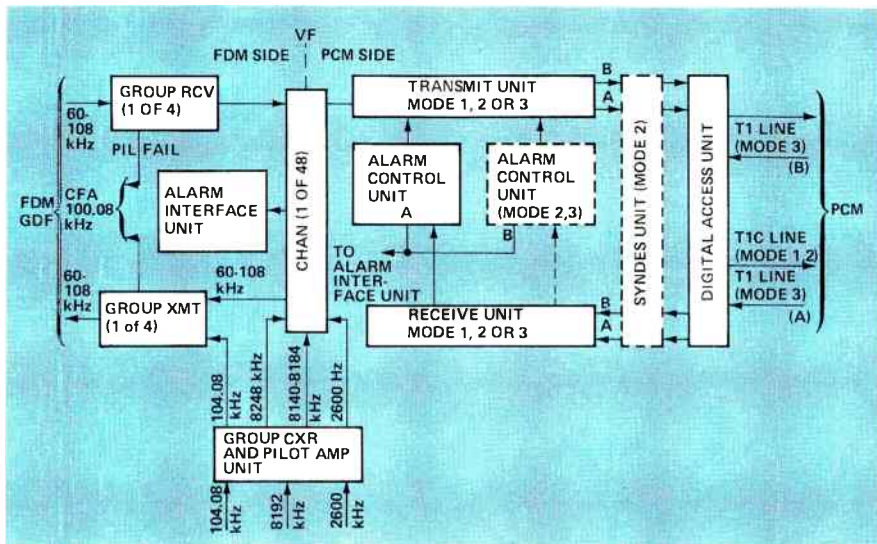 VF
FDM SIDE
PCM SIDE
GROUP RCV
(1 OF 4)
60-
108
kHz
PIL FAIL
CFA
100.08
kHz
FDM
GDF
ALARM
INTERFACE
UNIT
60-
108
kHz
60-108
kHz
GROUP XMT
(1 of 4)
CHAN (1 OF 48)
TRANSMIT UNIT
MODE 1, 2 OR 3
B
A
ALARM
CONTROL
UNIT
A
ALARM
CONTROL
UNIT
(MODE 2,3)
B
TO
ALARM
INTER-
FACE UNIT
RECEIVE UNIT
MODE 1, 2 OR 3
B
A
SYNDES UNIT (MODE 2)
DIGITAL ACCESS UNIT
T1 LINE
(MODE 3)
(B)
T1C LINE
(MODE 1,2)
T1 LINE
(MODE 3)
(A)
PCM
104.08
kHz
8248 kHz
8140-8184
kHz
2600 Hz
GROUP CXR
AND PILOT AMP
UNIT
104.08
kHz
8192
kHz
2600
kHz